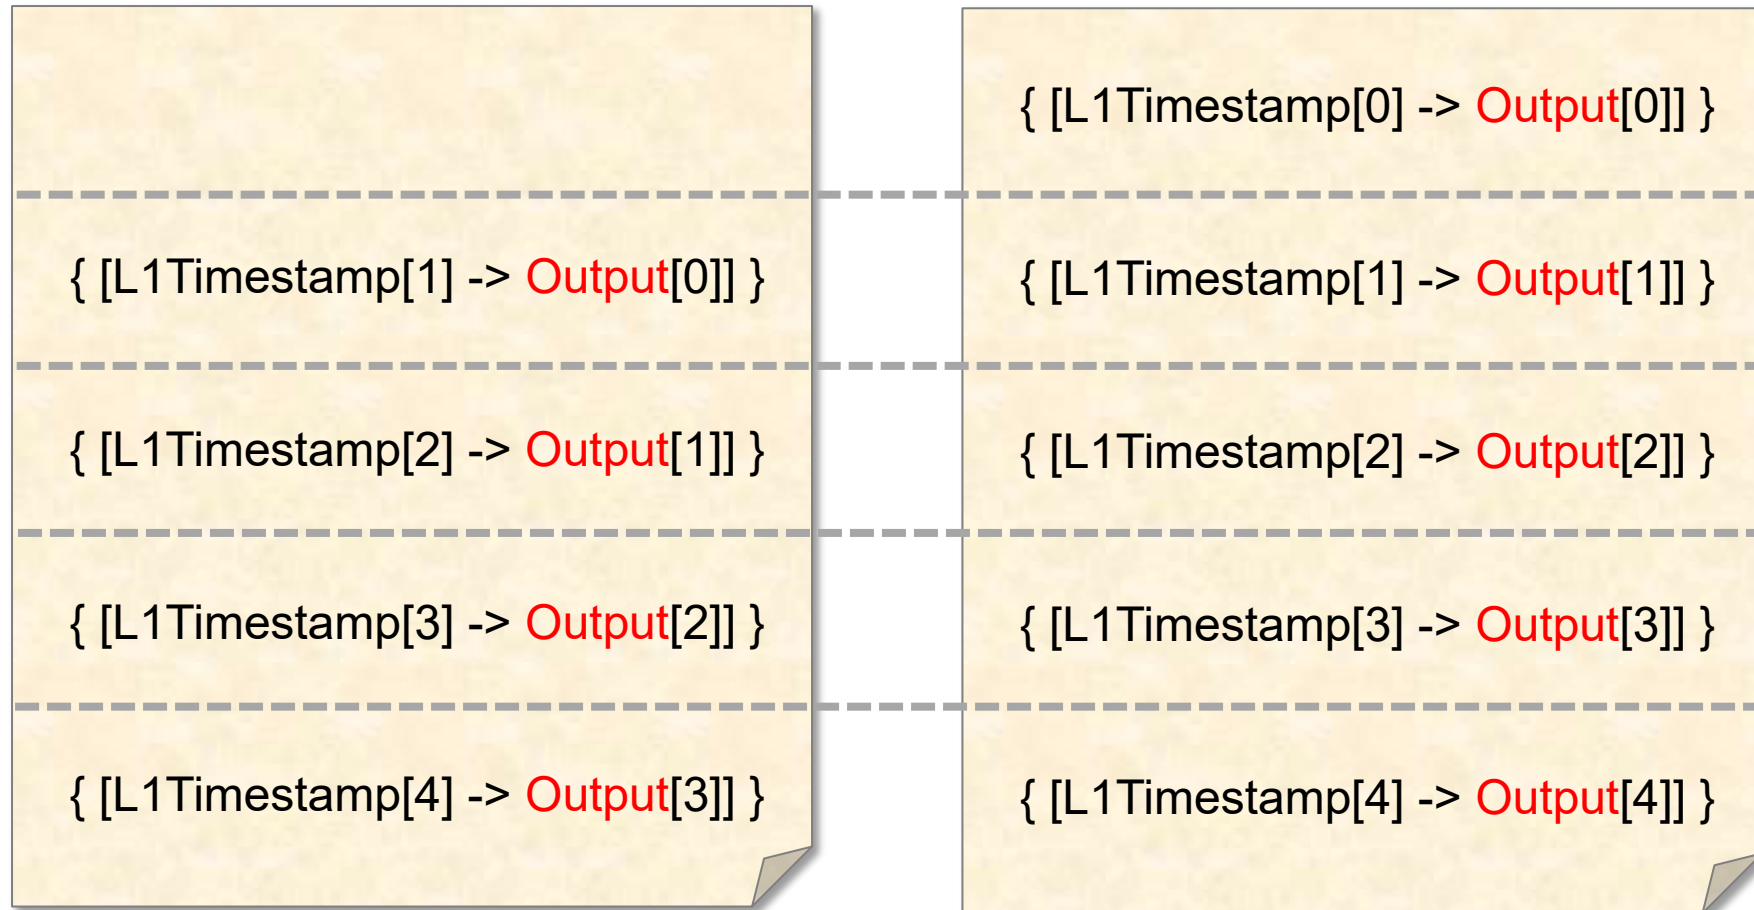 { [L1Timestamp[1] -> Output[0]] }
{ [L1Timestamp[2] -> Output[1]] }
{ [L1Timestamp[3] -> Output[2]] }
{ [L1Timestamp[4] -> Output[3]] }
{ [L1Timestamp[0] -> Output[0]] }
{ [L1Timestamp[1] -> Output[1]] }
{ [L1Timestamp[2] -> Output[2]] }
{ [L1Timestamp[3] -> Output[3]] }
{ [L1Timestamp[4] -> Output[4]] }